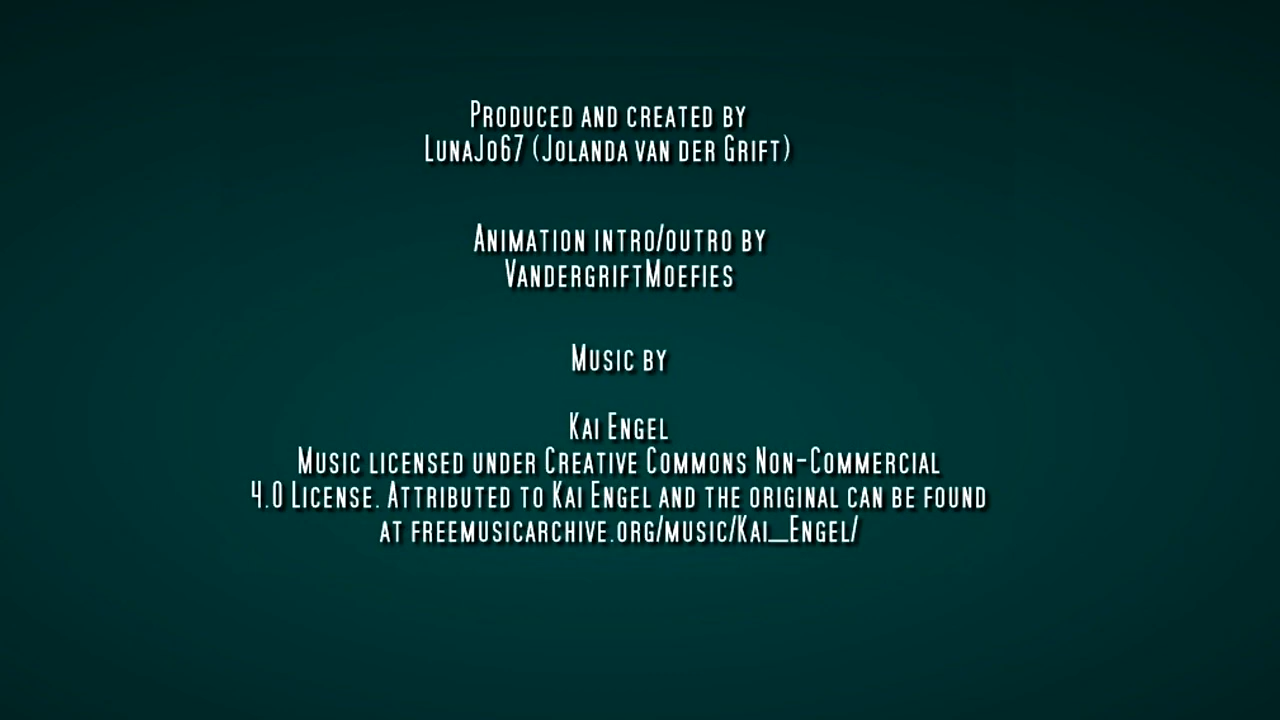 Produced and created by
LunaJo67 (Jolanda van der Grift)
Animation intro/outro by
VandergriftMoefies
Music by
Kai Engel
Music licensed under Creative Commons Non-Commercial
4.0 License. Attributed to Kai Engel and the original can be found
at freemusicarchive.org/music/Kai_Engel/